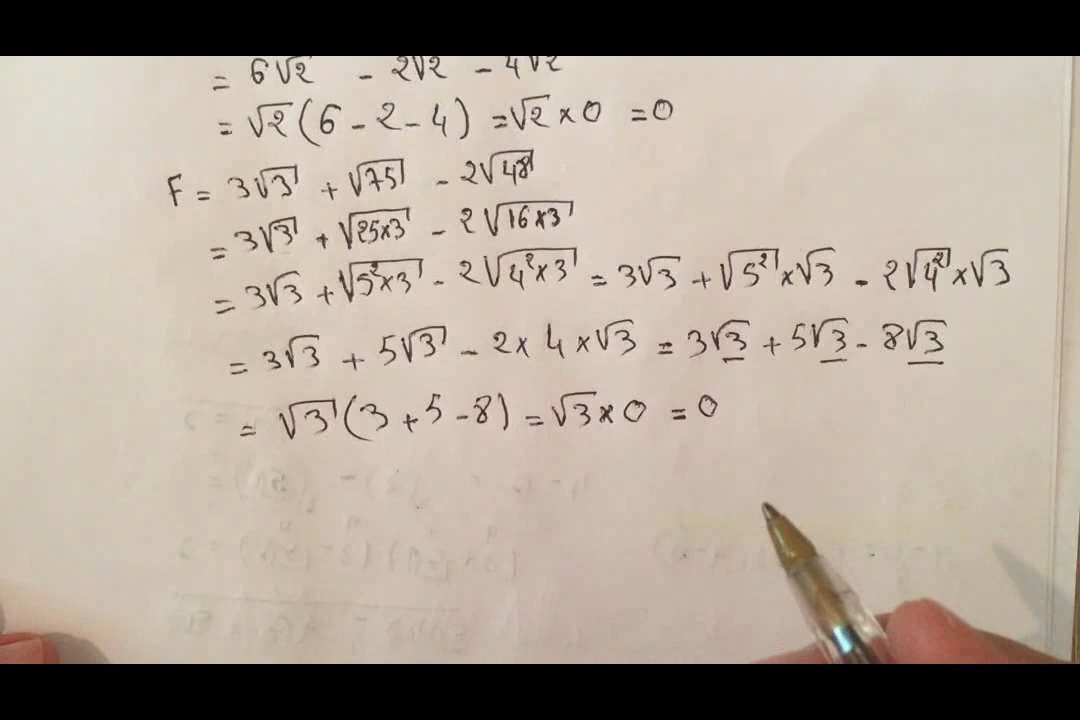 = 6√2 - 2√2 - 4√2
= √2 (6 - 2 - 4) = √2 × 0 = 0
F = 3√3 + √75 - 2√48
= 3√3 + √25×3 - 2√16×3
= 3√3 + √5²×3 - 2√4²×3 = 3√3 + √5² × √3 - 2√4² × √3
= 3√3 + 5√3 - 2 × 4 × √3 = 3√3 + 5√3 - 8√3
= √3 (3 + 5 - 8) = √3 × 0 = 0